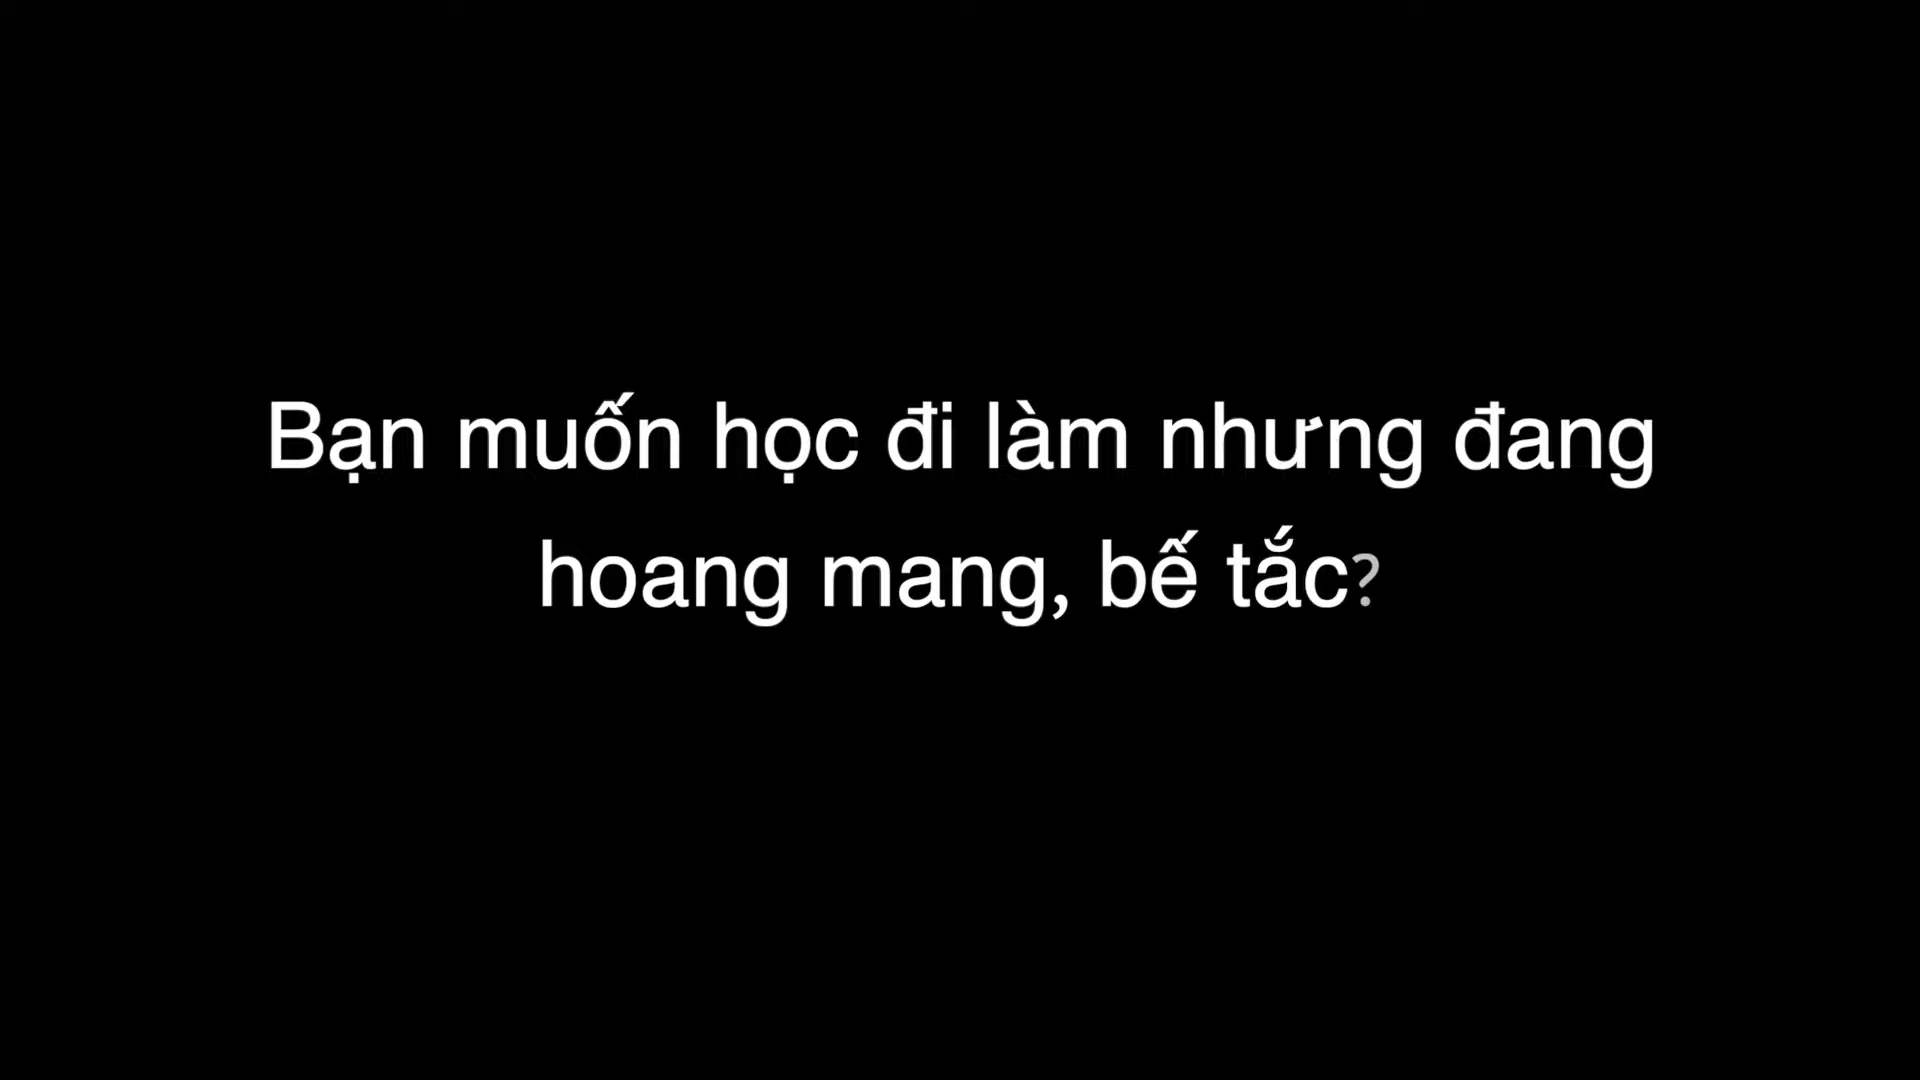 Bạn muốn học đi làm nhưng đang
hoang mang, bế tắc?